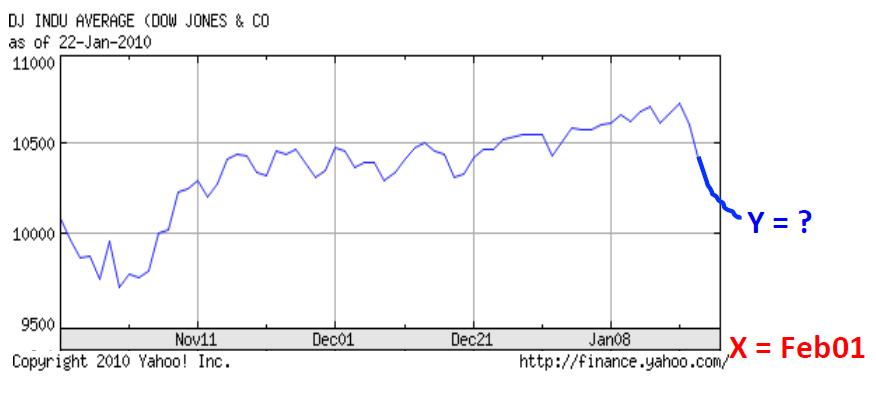 DJ INDU AVERAGE (DOW JONES & CO
as of 22-Jan-2010
11000
10500
10000
9500
Y = ?
Nov11 Dec01 Dec21 Jan08
X = Feb01
Copyright 2010 Yahoo! Inc. http://finance.yahoo.com/